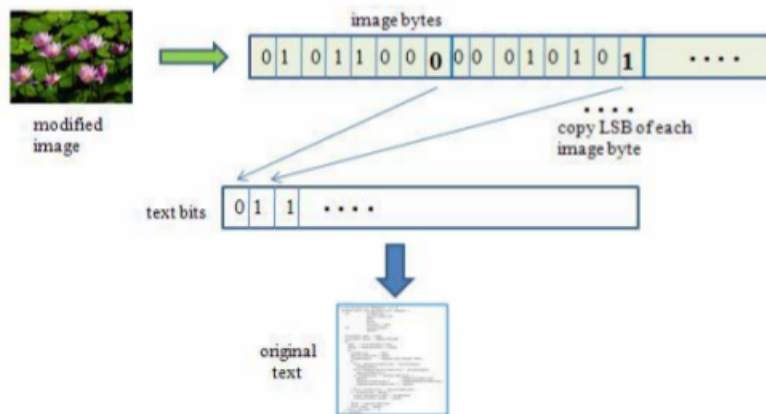 image bytes
0 1 0 1 1 0 0 0 0 0 0 1 0 1 0 1 . . . .
modified
image
. . . .
copy LSB of each
image byte
text bits
0 1 1 . . . .
original
text